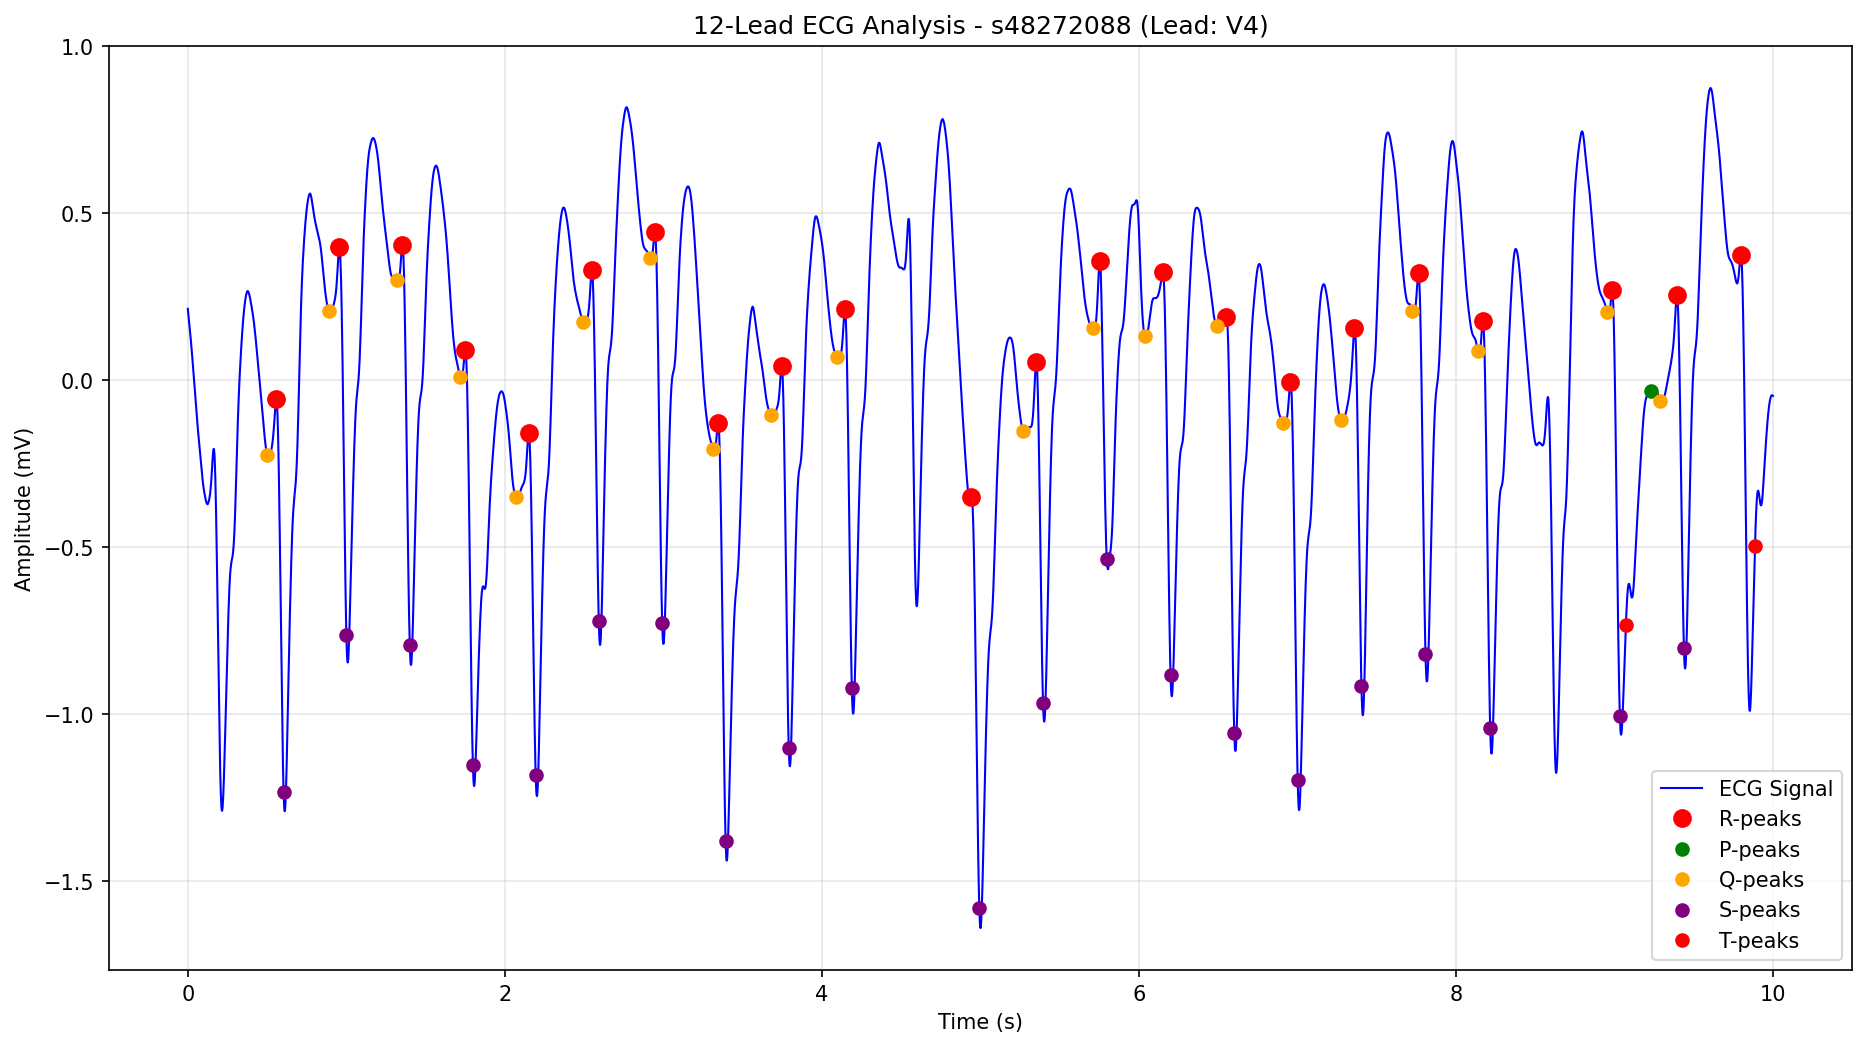 12-Lead ECG Analysis - s48272088 (Lead: V4)
1.0
0.5
0.0
−0.5
−1.0
−1.5
Amplitude (mV)
0
2
4
6
8
10
Time (s)
ECG Signal
R-peaks
P-peaks
Q-peaks
S-peaks
T-peaks